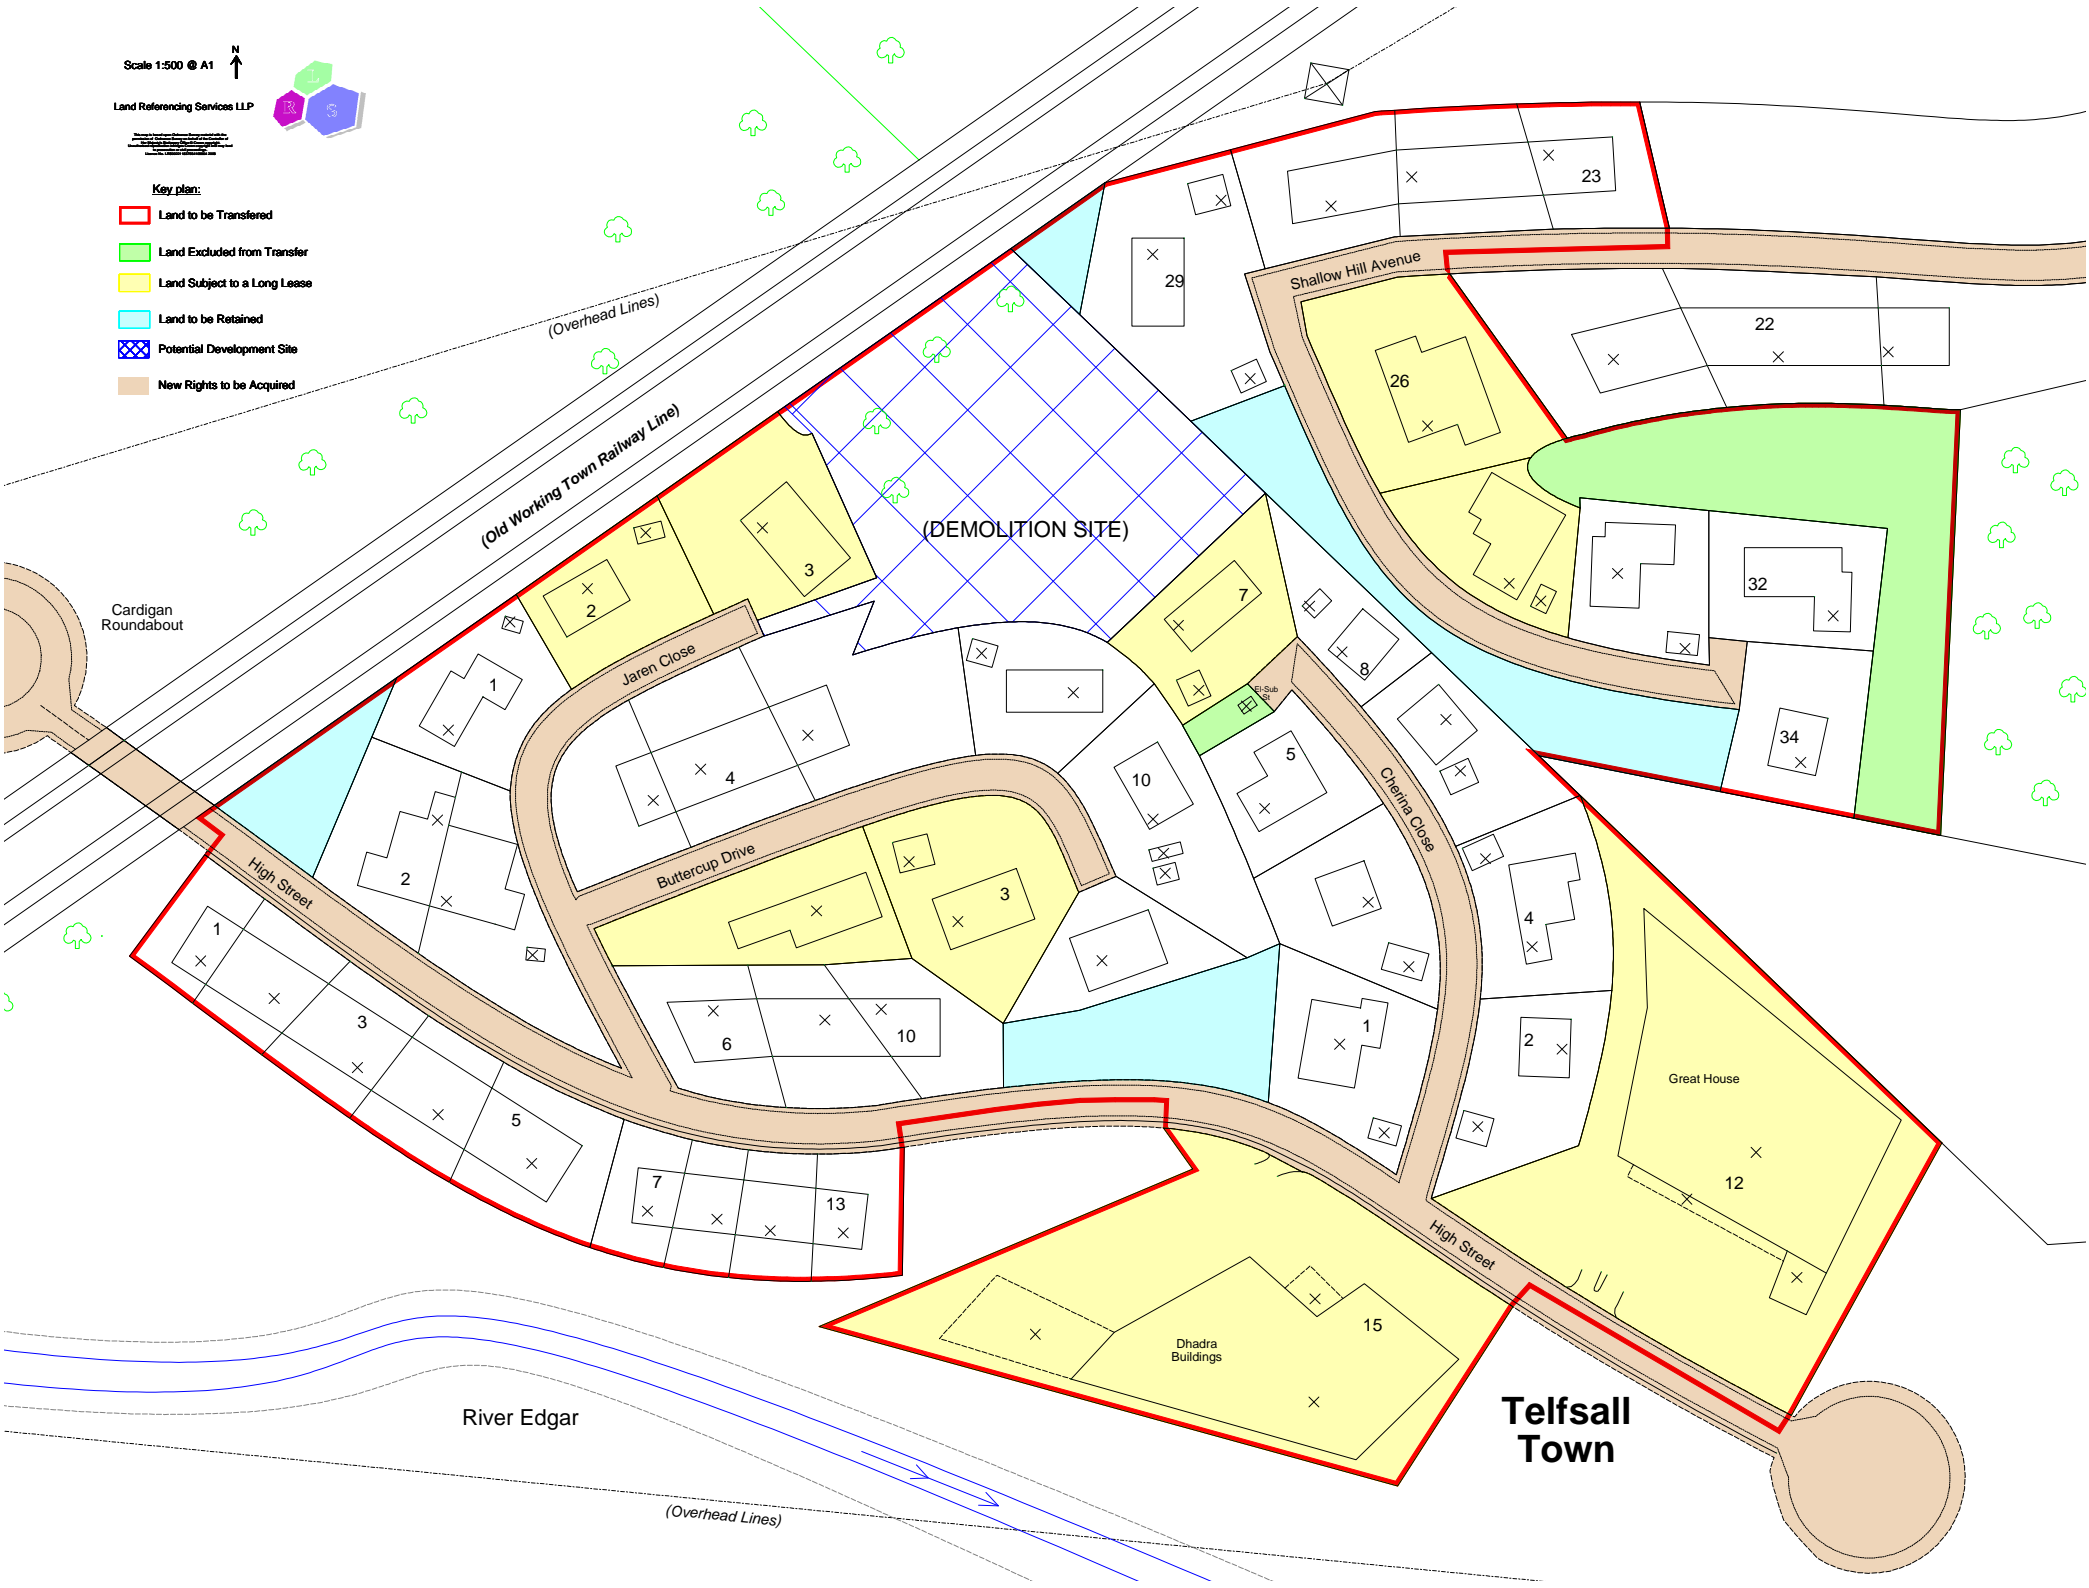 Scale 1:500 @ A1
N
Land Referencing Services LLP
L
R
S
Key plan:
Land to be Transfered
Land Excluded from Transfer
Land Subject to a Long Lease
Land to be Retained
Potential Development Site
New Rights to be Acquired
(Overhead Lines)
(Old Working Town Railway Line)
Cardigan
Roundabout
(DEMOLITION SITE)
Shallow Hill Avenue
23
29
22
26
32
34
3
2
1
Jaren Close
4
2
7
8
El-Sub
St
5
10
Cherina Close
Buttercup Drive
3
High Street
1
3
5
6
10
7
13
1
4
2
Great House
12
High Street
15
Dhadra
Buildings
Telfsall
Town
River Edgar
(Overhead Lines)